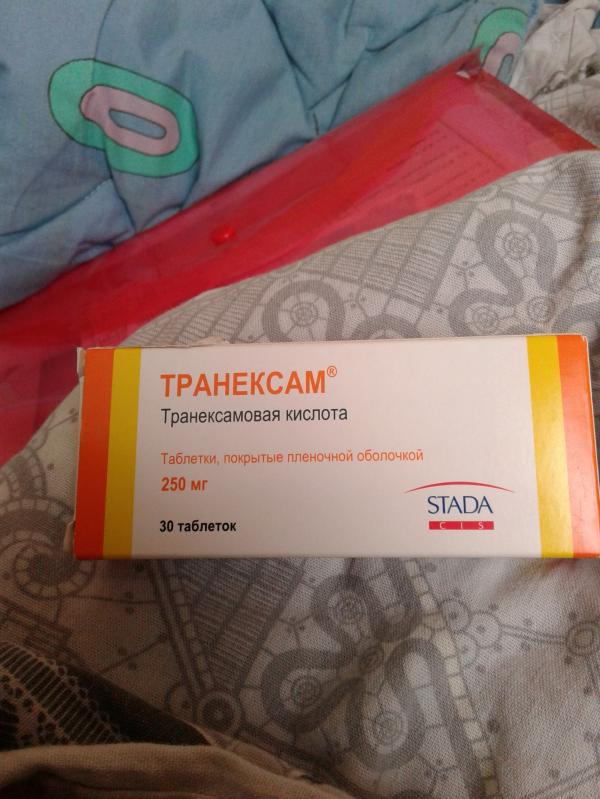 ТРАНЕКСАМ®
Транексамовая кислота
Таблетки, покрытые пленочной оболочкой
250 мг
30 таблеток
STADA
CIS